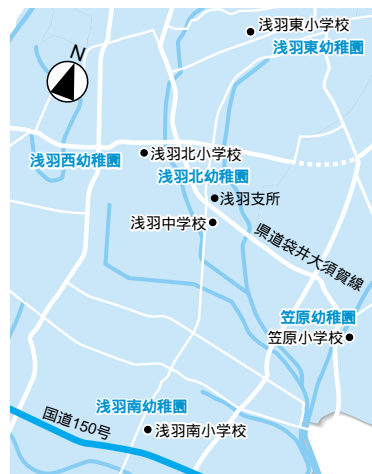 浅羽東小学校
浅羽東幼稚園
N
浅羽北小学校
浅羽西幼稚園
浅羽北幼稚園
浅羽支所
浅羽中学校
県道袋井大須賀線
笠原幼稚園
笠原小学校
浅羽南幼稚園
国道150号
浅羽南小学校